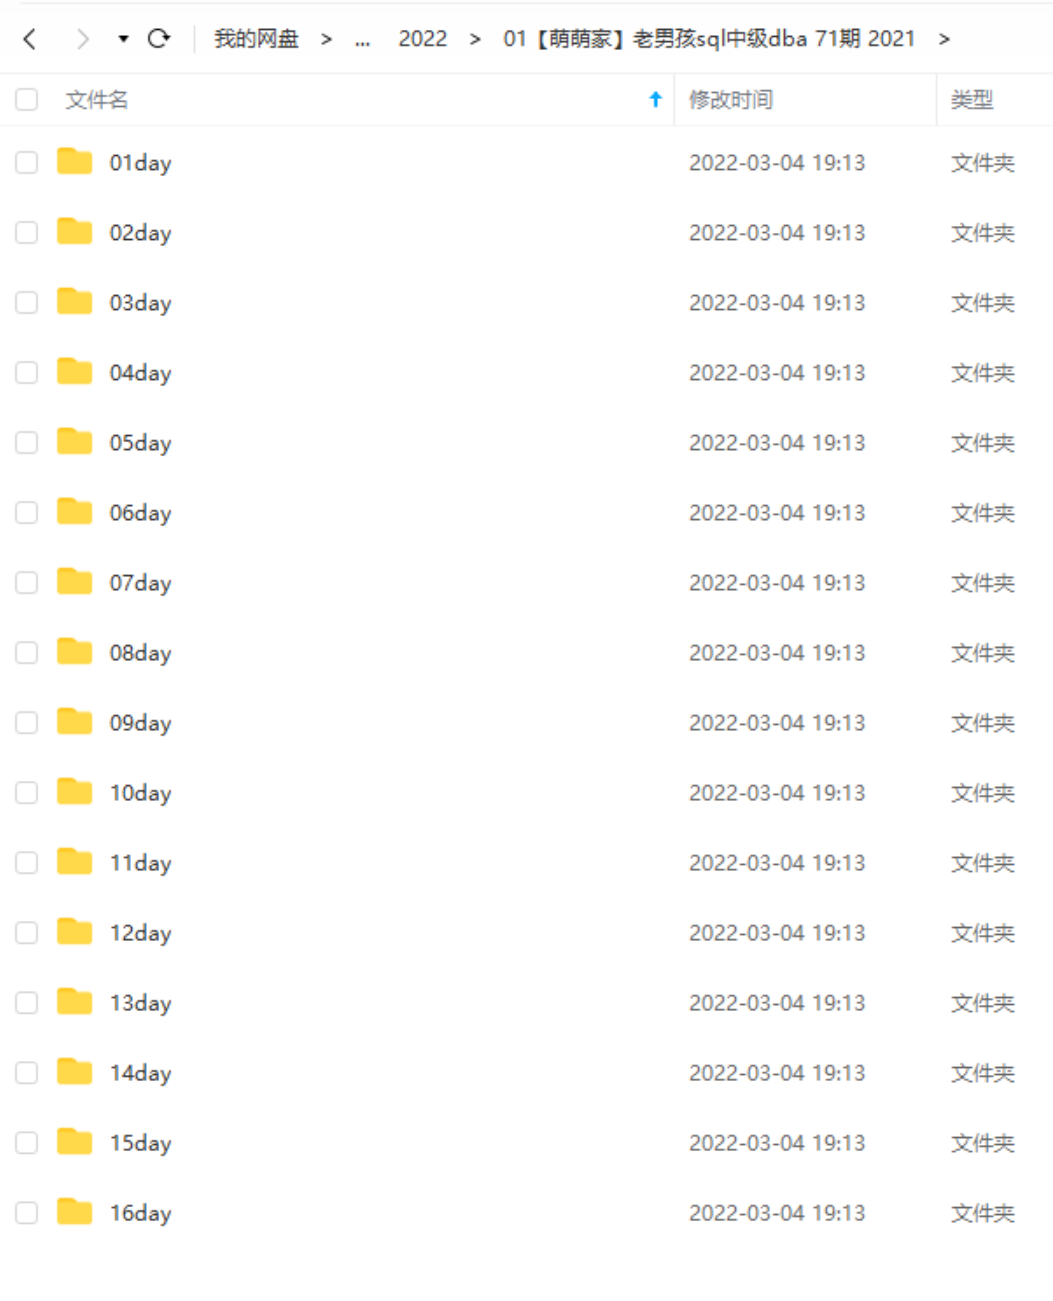 我的网盘 > ... 2022 > 01【萌萌家】老男孩sql中级dba 71期 2021 >
文件名 修改时间 类型
01day 2022-03-04 19:13 文件夹
02day 2022-03-04 19:13 文件夹
03day 2022-03-04 19:13 文件夹
04day 2022-03-04 19:13 文件夹
05day 2022-03-04 19:13 文件夹
06day 2022-03-04 19:13 文件夹
07day 2022-03-04 19:13 文件夹
08day 2022-03-04 19:13 文件夹
09day 2022-03-04 19:13 文件夹
10day 2022-03-04 19:13 文件夹
11day 2022-03-04 19:13 文件夹
12day 2022-03-04 19:13 文件夹
13day 2022-03-04 19:13 文件夹
14day 2022-03-04 19:13 文件夹
15day 2022-03-04 19:13 文件夹
16day 2022-03-04 19:13 文件夹